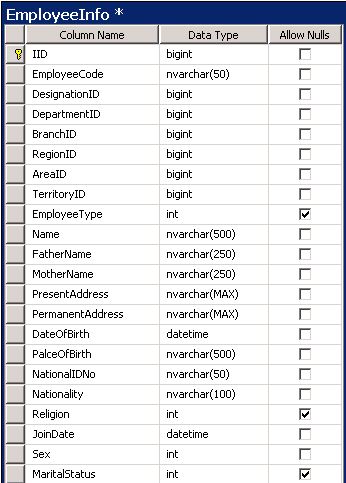 EmployeeInfo *
Column Name Data Type Allow Nulls
IID bigint
EmployeeCode nvarchar(50)
DesignationID bigint
DepartmentID bigint
BranchID bigint
RegionID bigint
AreaID bigint
TerritoryID bigint
EmployeeType int
Name nvarchar(500)
FatherName nvarchar(250)
MotherName nvarchar(250)
PresentAddress nvarchar(MAX)
PermanentAddress nvarchar(MAX)
DateOfBirth datetime
PalceOfBirth nvarchar(500)
NationalIDNo nvarchar(50)
Nationality nvarchar(100)
Religion int
JoinDate datetime
Sex int
MaritalStatus int